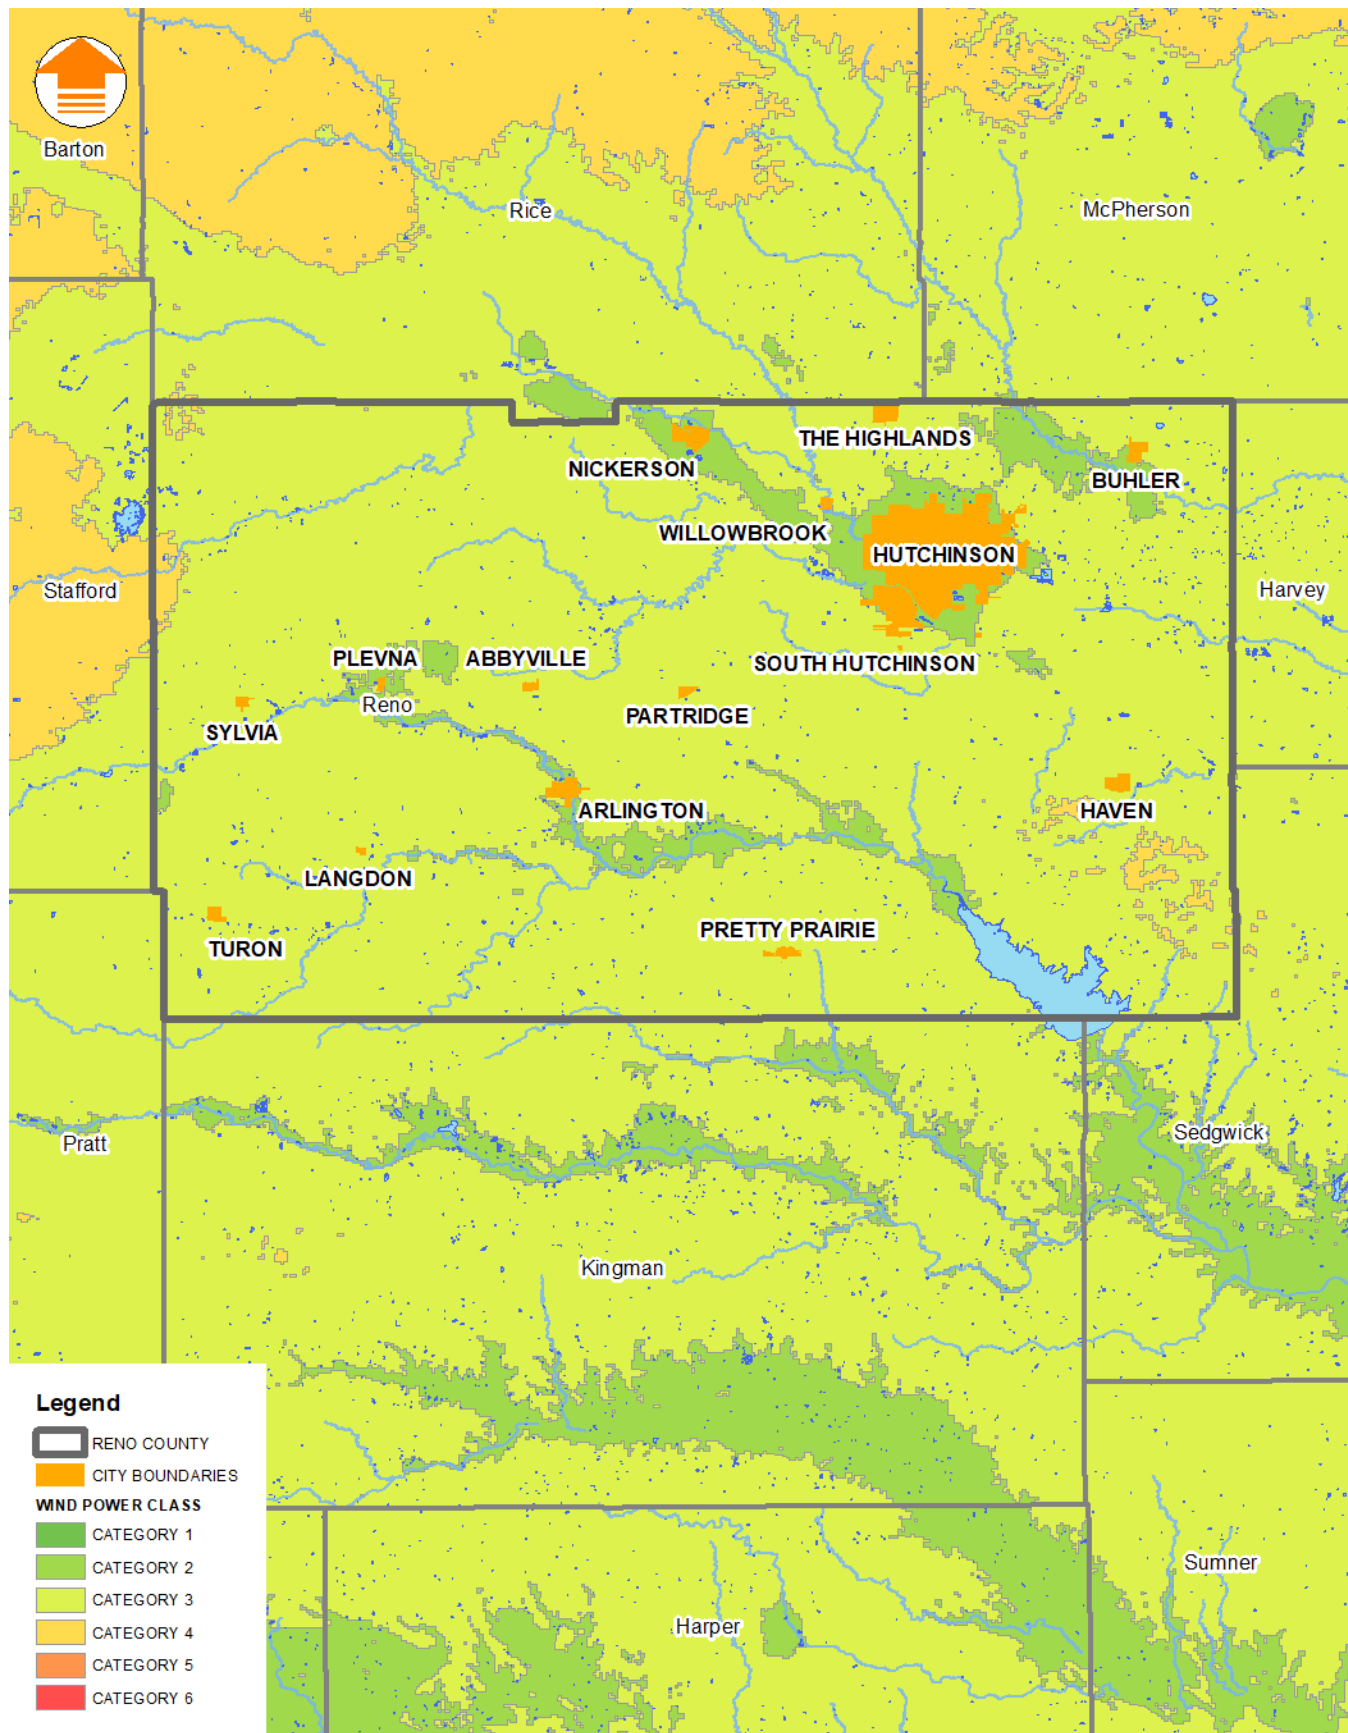 Barton
Rice
McPherson
THE HIGHLANDS
NICKERSON
BUHLER
WILLOWBROOK
HUTCHINSON
Stafford
Harvey
PLEVNA
ABBYVILLE
SOUTH HUTCHINSON
Reno
PARTRIDGE
SYLVIA
ARLINGTON
HAVEN
LANGDON
PRETTY PRAIRIE
TURON
Sedgwick
Pratt
Kingman
Legend
RENO COUNTY
CITY BOUNDARIES
WIND POWER CLASS
CATEGORY 1
CATEGORY 2
CATEGORY 3
CATEGORY 4
CATEGORY 5
CATEGORY 6
Sumner
Harper